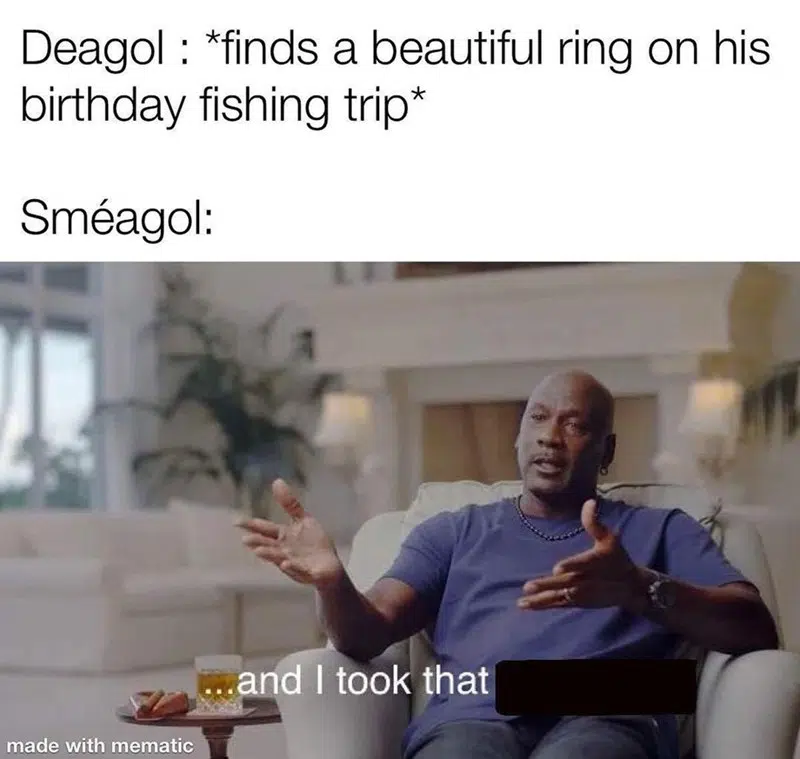 Deagol : *finds a beautiful ring on his
birthday fishing trip*
Sméagol:
...and I took that
made with mematic